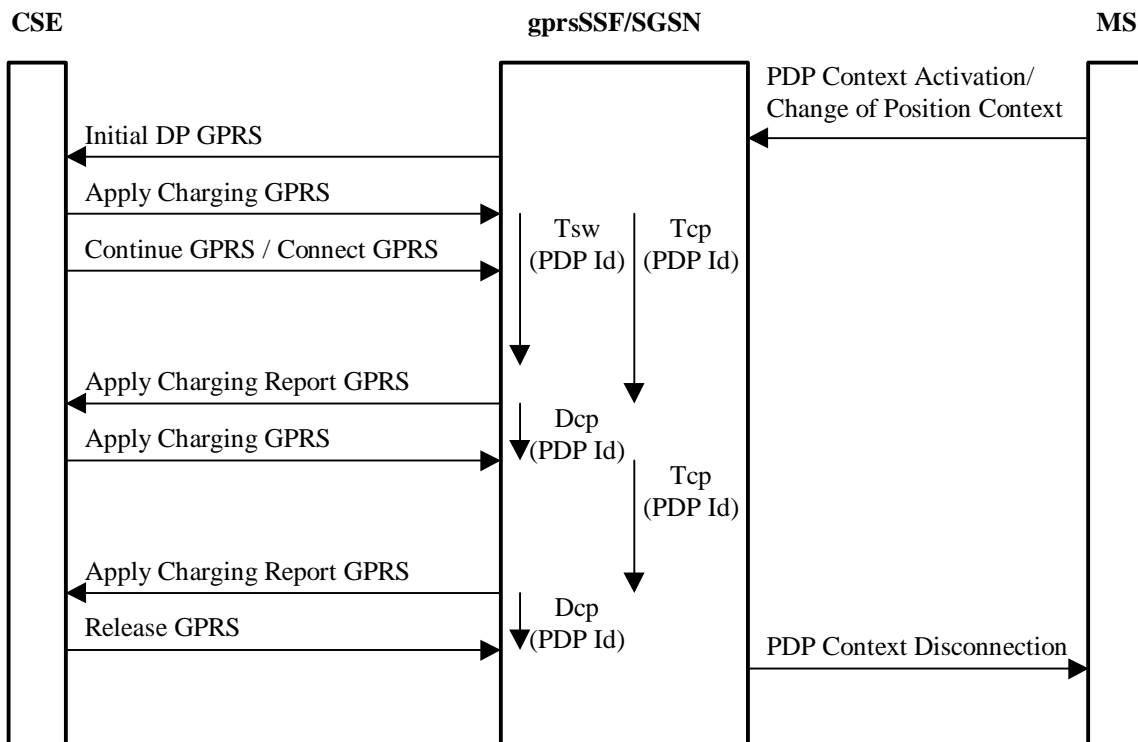 CSE
gprsSSF/SGSN
MS
PDP Context Activation/
Change of Position Context
Initial DP GPRS
Apply Charging GPRS
Tsw
(PDP Id)
Tcp
(PDP Id)
Continue GPRS / Connect GPRS
Apply Charging Report GPRS
Dcp
(PDP Id)
Apply Charging GPRS
Tcp
(PDP Id)
Apply Charging Report GPRS
Dcp
(PDP Id)
Release GPRS
PDP Context Disconnection